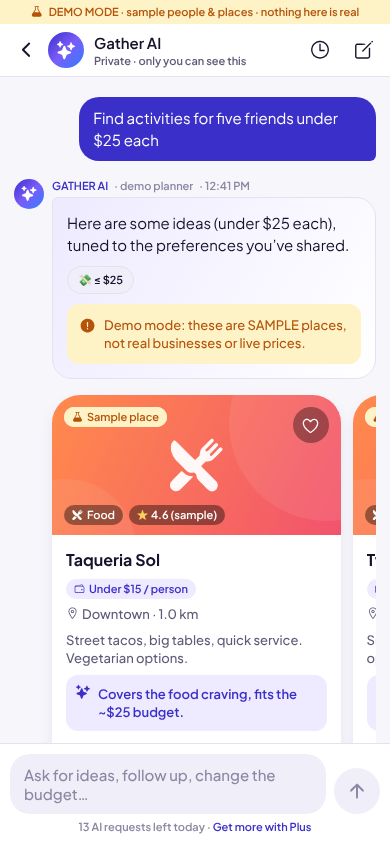 DEMO MODE · sample people & places · nothing here is real
Gather AI
Private · only you can see this
Find activities for five friends under
$25 each
GATHER AI · demo planner · 12:41 PM
Here are some ideas (under $25 each),
tuned to the preferences you've shared.
💸 ≤ $25
Demo mode: these are SAMPLE places,
not real businesses or live prices.
Sample place
Food
4.6 (sample)
Taqueria Sol
Under $15 / person
Downtown · 1.0 km
Street tacos, big tables, quick service.
Vegetarian options.
Covers the food craving, fits the
~$25 budget.
Ask for ideas, follow up, change the
budget…
13 AI requests left today · Get more with Plus